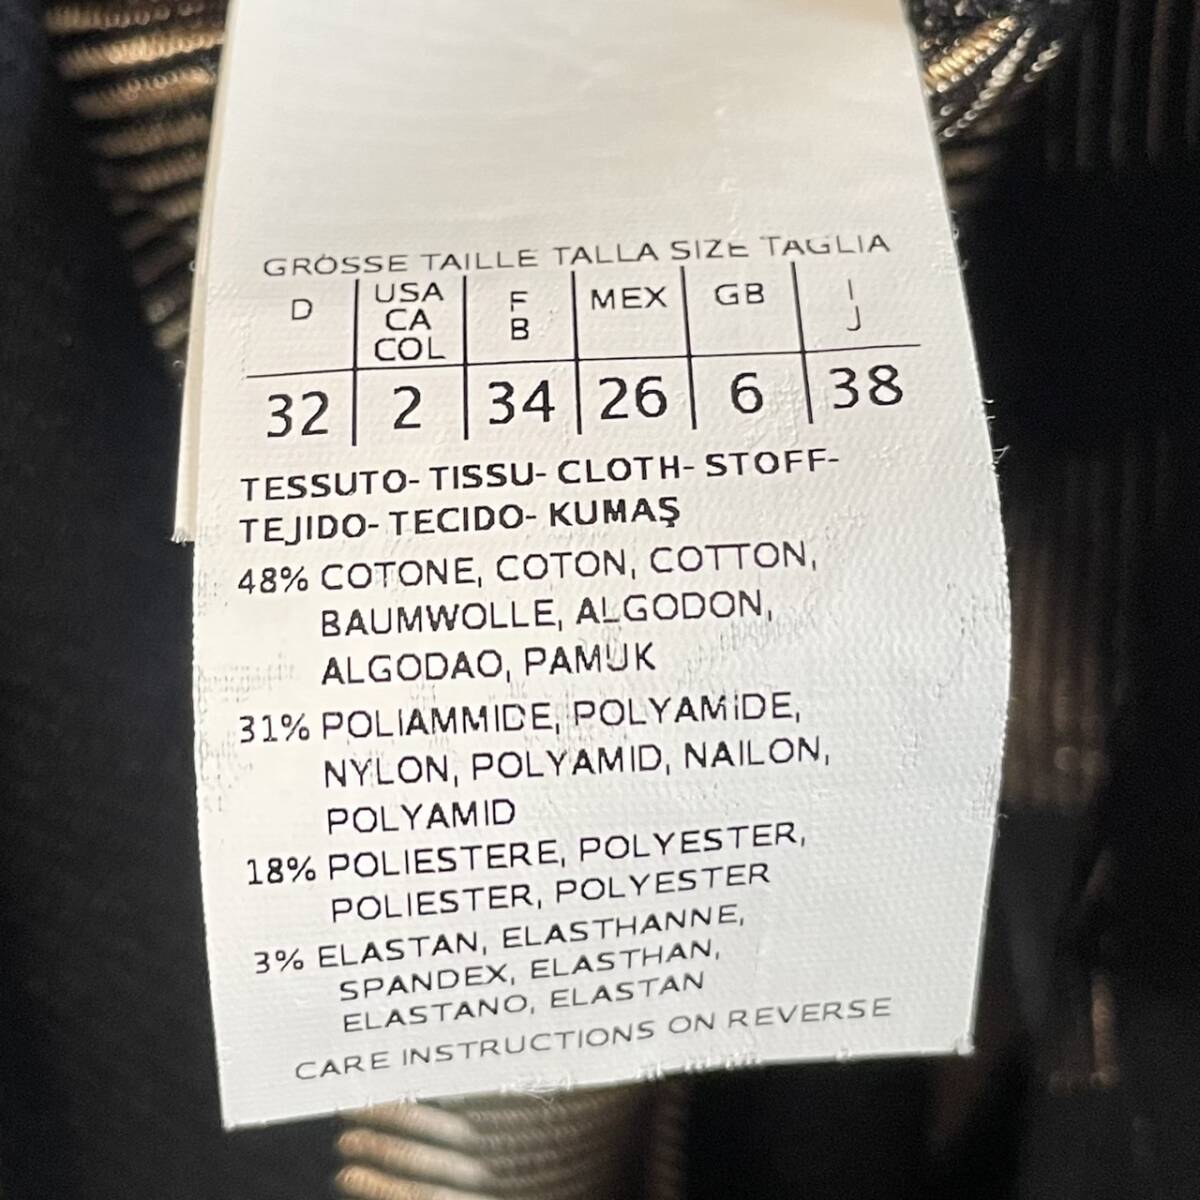 GRÖSSE TAILLE TALLA SIZE TAGLIA
D USA CA COL F B MEX GB I J
32 2 34 26 6 38
TESSUTO- TISSU- CLOTH- STOFF-
TEJIDO- TECIDO- KUMAŞ
48% COTONE, COTON, COTTON,
BAUMWOLLE, ALGODON,
ALGODAO, PAMUK
31% POLIAMMIDE, POLYAMiDE,
NYLON, POLYAMID, NAILON,
POLYAMID
18% POLIESTERE, POLYESTER,
POLIESTER, POLYESTER
3% ELASTAN, ELASTHANNE,
SPANDEX, ELASTHAN,
ELASTANO, ELASTAN
CARE INSTRUCTIONS ON REVERSE